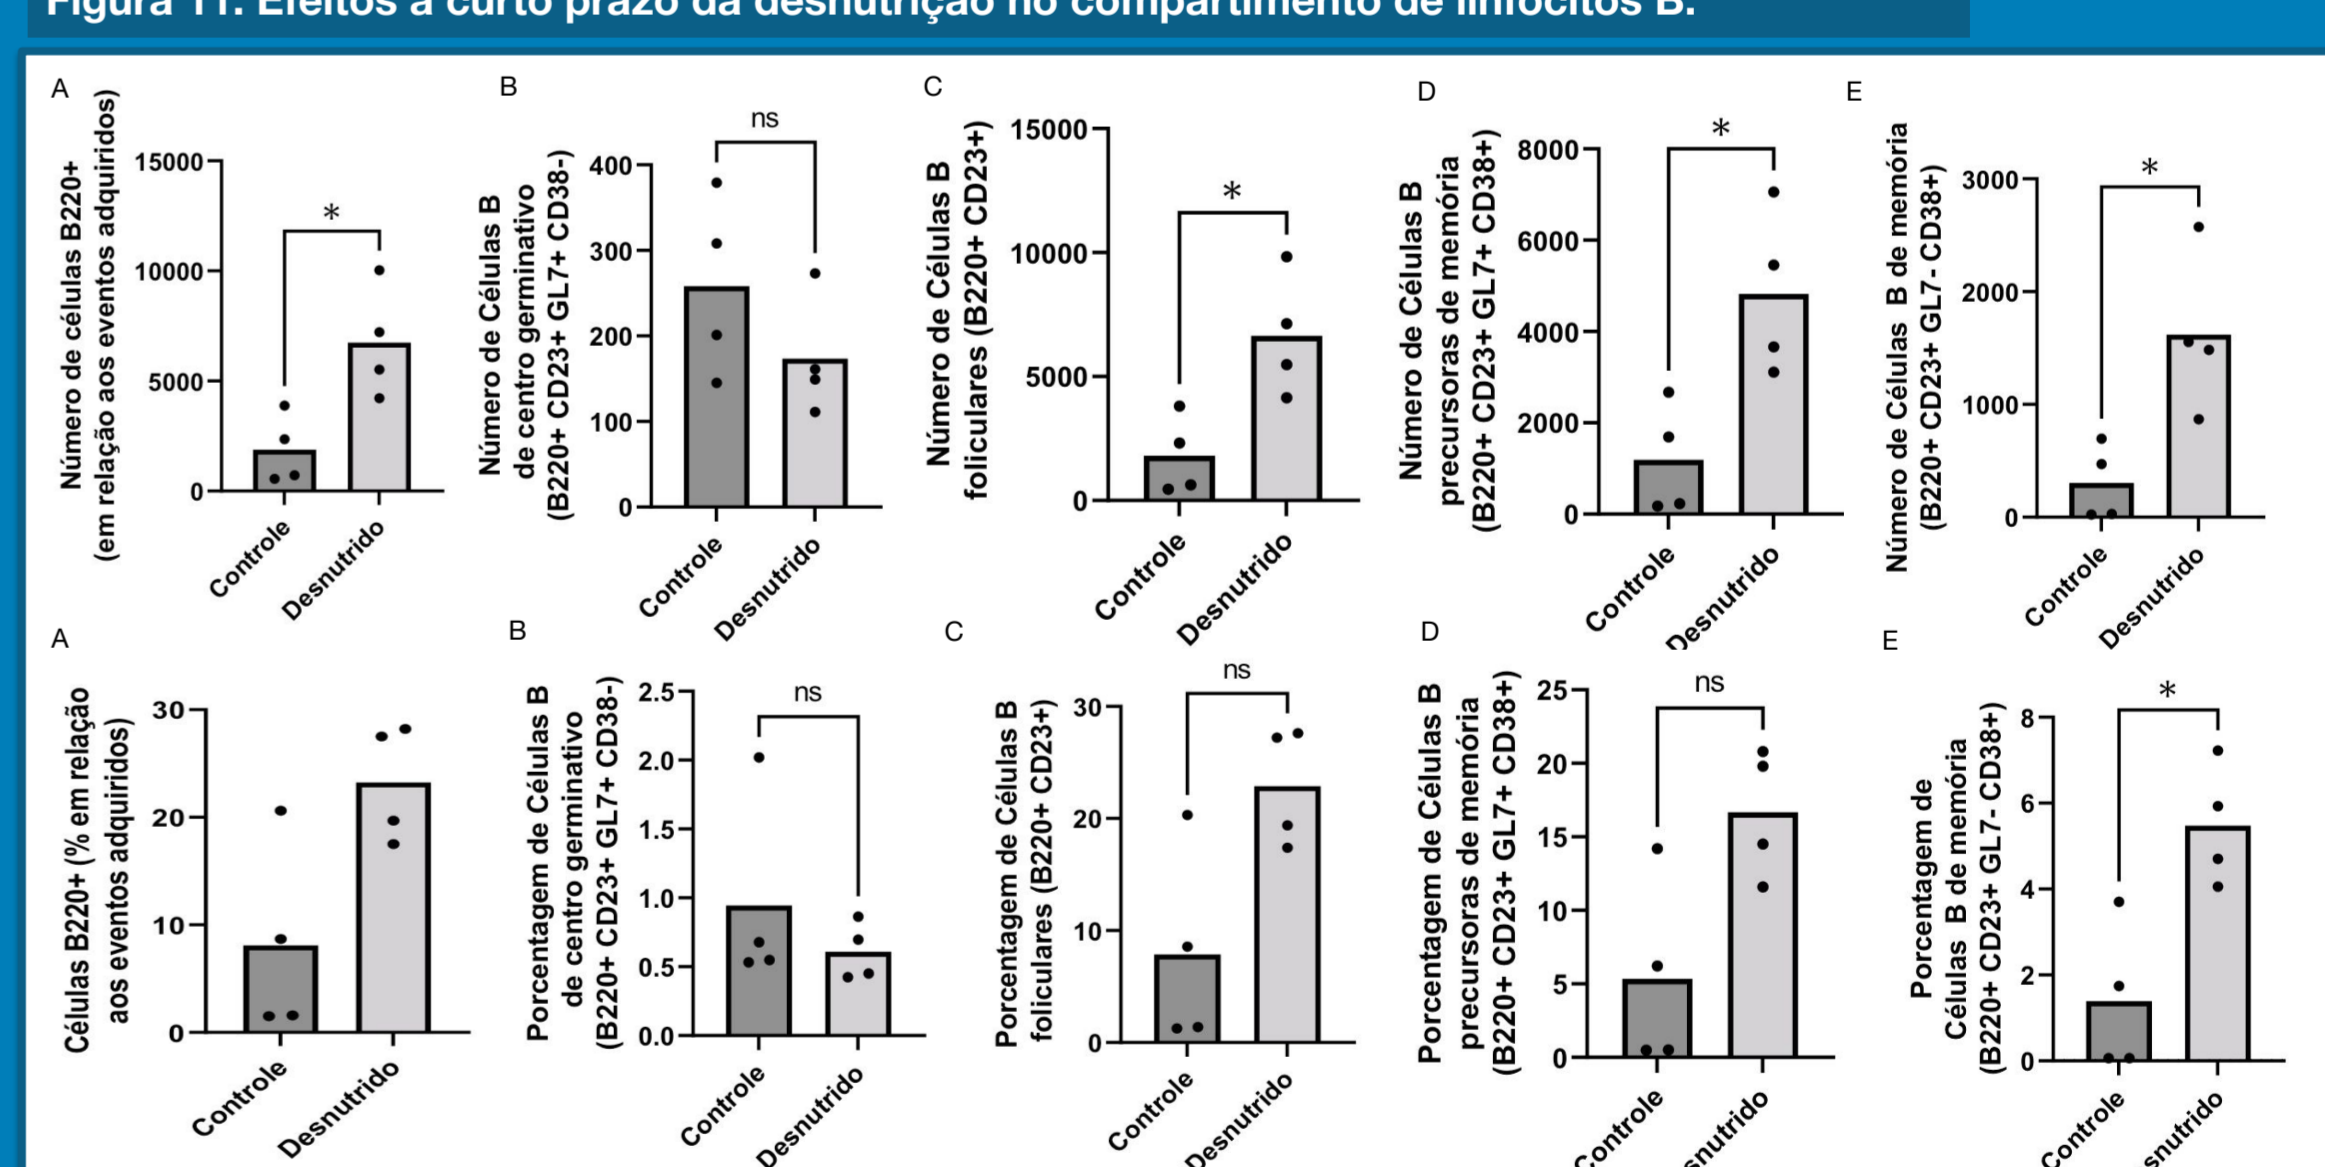 Figura 11. Efeitos a curto prazo da desnutrição no compartimento de linfócitos B.
A
Número de células B220+
(em relação aos eventos adquiridos)
15000
10000
5000
0
*
Controle
Desnutrido
B
Número de Células B
de centro germinativo
(B220+ CD23+ GL7+ CD38-)
400
300
200
100
0
ns
Controle
Desnutrido
C
Número de Células B
foliculares (B220+ CD23+)
15000
10000
5000
0
*
Controle
Desnutrido
D
Número de Células B
precursoras de memória
(B220+ CD23+ GL7+ CD38+)
8000
6000
4000
2000
0
*
Controle
Desnutrido
E
Número de Células B de memória
(B220+ CD23+ GL7- CD38+)
3000
2000
1000
0
*
Controle
Desnutrido
A
Células B220+ (% em relação
aos eventos adquiridos)
30
20
10
0
Controle
Desnutrido
B
Porcentagem de Células B
de centro germinativo
(B220+ CD23+ GL7+ CD38-)
2.5
2.0
1.5
1.0
0.5
0.0
ns
Controle
Desnutrido
C
Porcentagem de Células B
foliculares (B220+ CD23+)
30
20
10
0
ns
Controle
Desnutrido
D
Porcentagem de Células B
precursoras de memória
(B220+ CD23+ GL7+ CD38+)
25
20
15
10
5
0
ns
Controle
snutrido
E
Porcentagem de
Células B de memória
(B220+ CD23+ GL7- CD38+)
8
6
4
2
0
*
Controle
snutrido